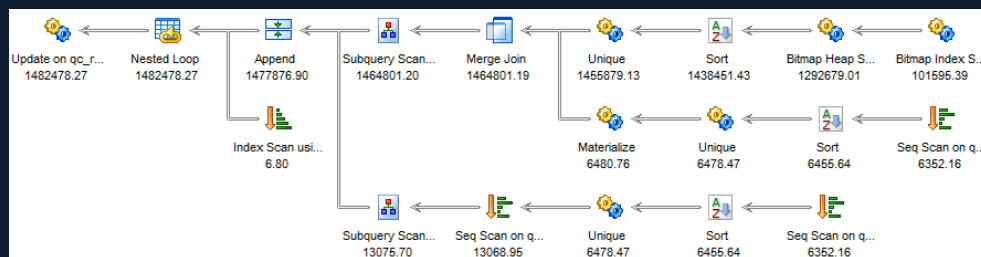 Update on qc_r... Nested Loop Append Subquery Scan... Merge Join Unique Sort Bitmap Heap S... Bitmap Index S...
1482478.27 1482478.27 1477876.90 1464801.20 1464801.19 1455879.13 1438451.43 1292679.01 101595.39
Index Scan usi... Materialize Unique Sort Seq Scan on q...
6.80 6480.76 6478.47 6455.64 6352.16
Subquery Scan... Seq Scan on q... Unique Sort Seq Scan on q...
13075.70 13068.95 6478.47 6455.64 6352.16